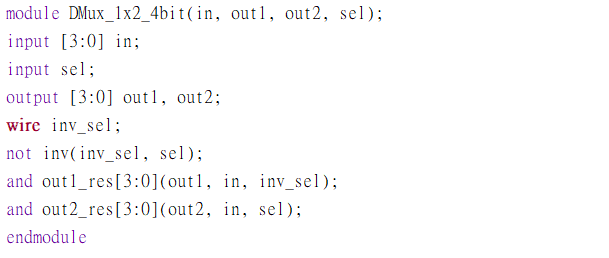 module DMux_1x2_4bit(in, out1, out2, sel);
input [3:0] in;
input sel;
output [3:0] out1, out2;
wire inv_sel;
not inv(inv_sel, sel);
and out1_res[3:0](out1, in, inv_sel);
and out2_res[3:0](out2, in, sel);
endmodule